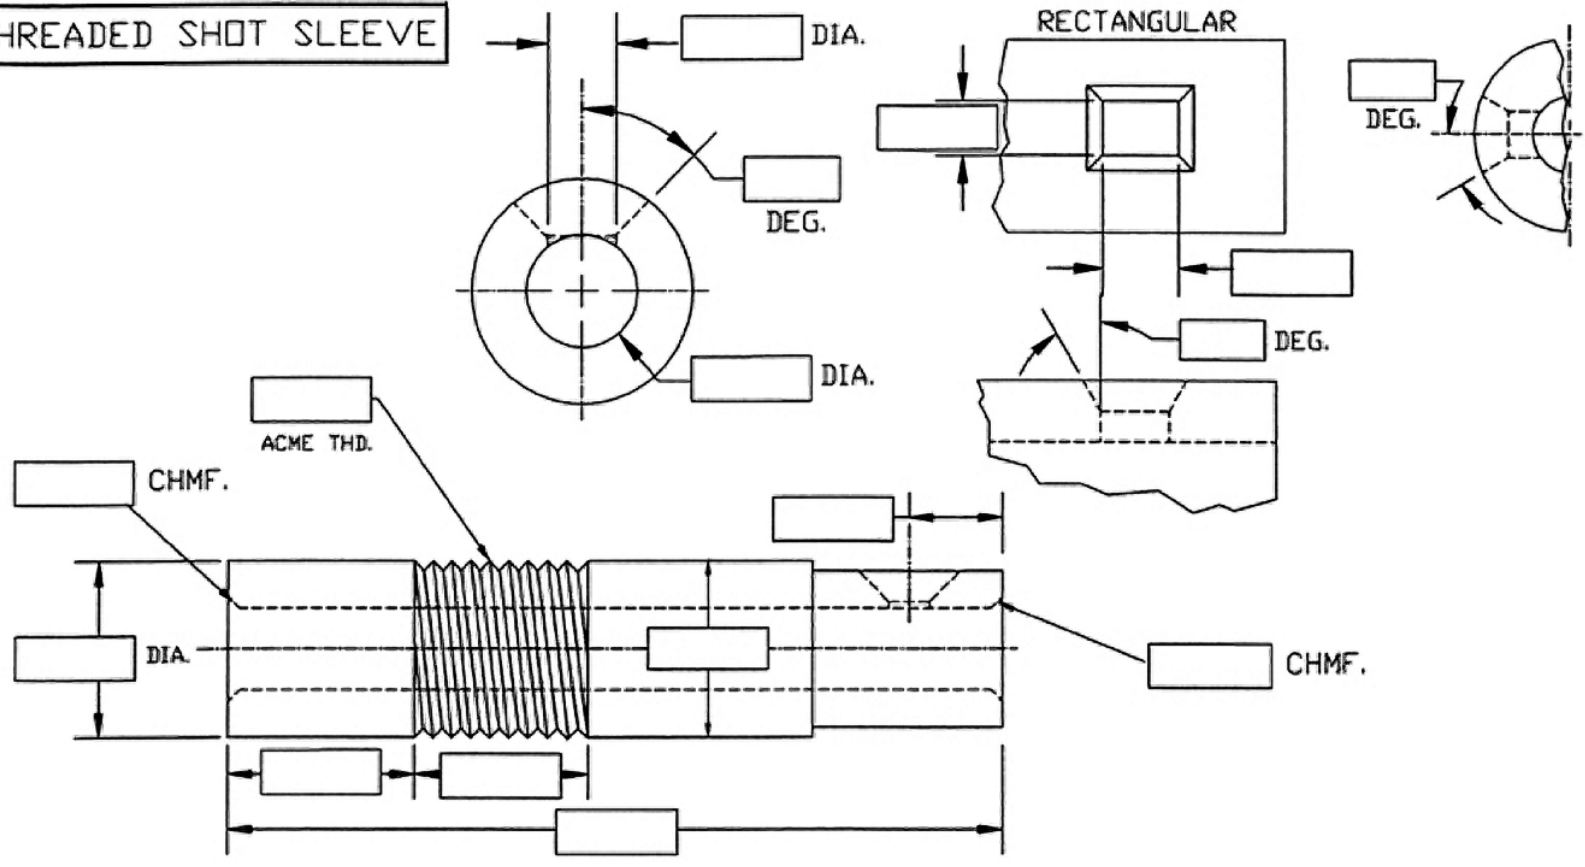 HREADED SHOT SLEEVE
DIA.
RECTANGULAR
DEG.
DEG.
DEG.
DIA.
ACME THD.
CHMF.
DIA.
CHMF.